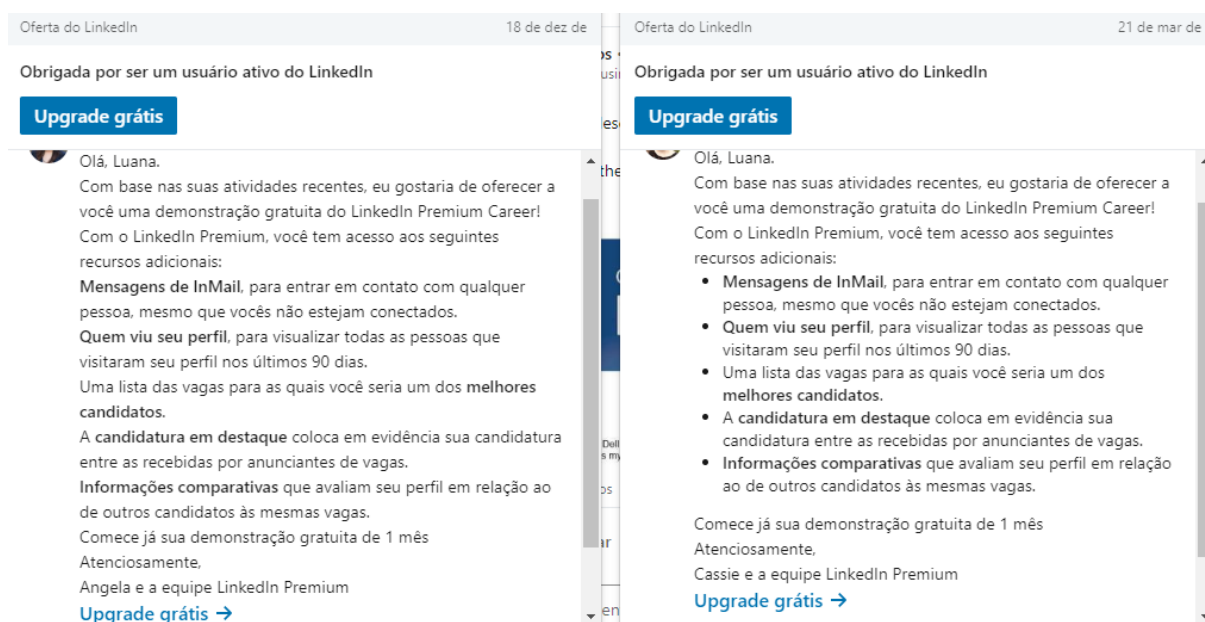 Oferta do LinkedIn 18 de dez de
Obrigada por ser um usuário ativo do LinkedIn
Upgrade grátis
Olá, Luana.
Com base nas suas atividades recentes, eu gostaria de oferecer a
você uma demonstração gratuita do LinkedIn Premium Career!
Com o LinkedIn Premium, você tem acesso aos seguintes
recursos adicionais:
Mensagens de InMail, para entrar em contato com qualquer
pessoa, mesmo que vocês não estejam conectados.
Quem viu seu perfil, para visualizar todas as pessoas que
visitaram seu perfil nos últimos 90 dias.
Uma lista das vagas para as quais você seria um dos melhores
candidatos.
A candidatura em destaque coloca em evidência sua candidatura
entre as recebidas por anunciantes de vagas.
Informações comparativas que avaliam seu perfil em relação ao
de outros candidatos às mesmas vagas.
Comece já sua demonstração gratuita de 1 mês
Atenciosamente,
Angela e a equipe LinkedIn Premium
Upgrade grátis →
Oferta do LinkedIn 21 de mar de
Obrigada por ser um usuário ativo do LinkedIn
Upgrade grátis
Olá, Luana.
Com base nas suas atividades recentes, eu gostaria de oferecer a
você uma demonstração gratuita do LinkedIn Premium Career!
Com o LinkedIn Premium, você tem acesso aos seguintes
recursos adicionais:
• Mensagens de InMail, para entrar em contato com qualquer
pessoa, mesmo que vocês não estejam conectados.
• Quem viu seu perfil, para visualizar todas as pessoas que
visitaram seu perfil nos últimos 90 dias.
• Uma lista das vagas para as quais você seria um dos
melhores candidatos.
• A candidatura em destaque coloca em evidência sua
candidatura entre as recebidas por anunciantes de vagas.
• Informações comparativas que avaliam seu perfil em relação
ao de outros candidatos às mesmas vagas.
Comece já sua demonstração gratuita de 1 mês
Atenciosamente,
Cassie e a equipe LinkedIn Premium
Upgrade grátis →